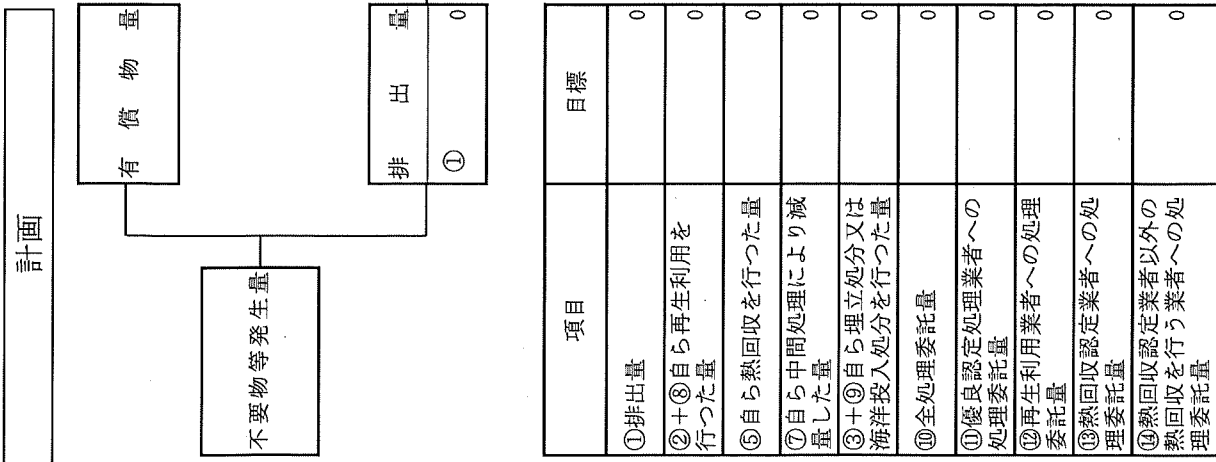 計画
不要物等発生量
有償物量
排出量
① 0
項目 目標
①排出量 0
②+⑧自ら再生利用を
行つた量 0
⑤自ら熱回収を行つた量 0
⑦自ら中間処理により減
量した量 0
③+⑨自ら埋立処分又は
海洋投入処分を行つた量 0
⑩全処理委託量 0
⑪優良認定処理業者への
処理委託量 0
⑫再生利用業者への処理
委託量 0
⑬熱回収認定業者への処
理委託量 0
⑭熱回収認定業者以外の
熱回収を行う業者への処
理委託量 0